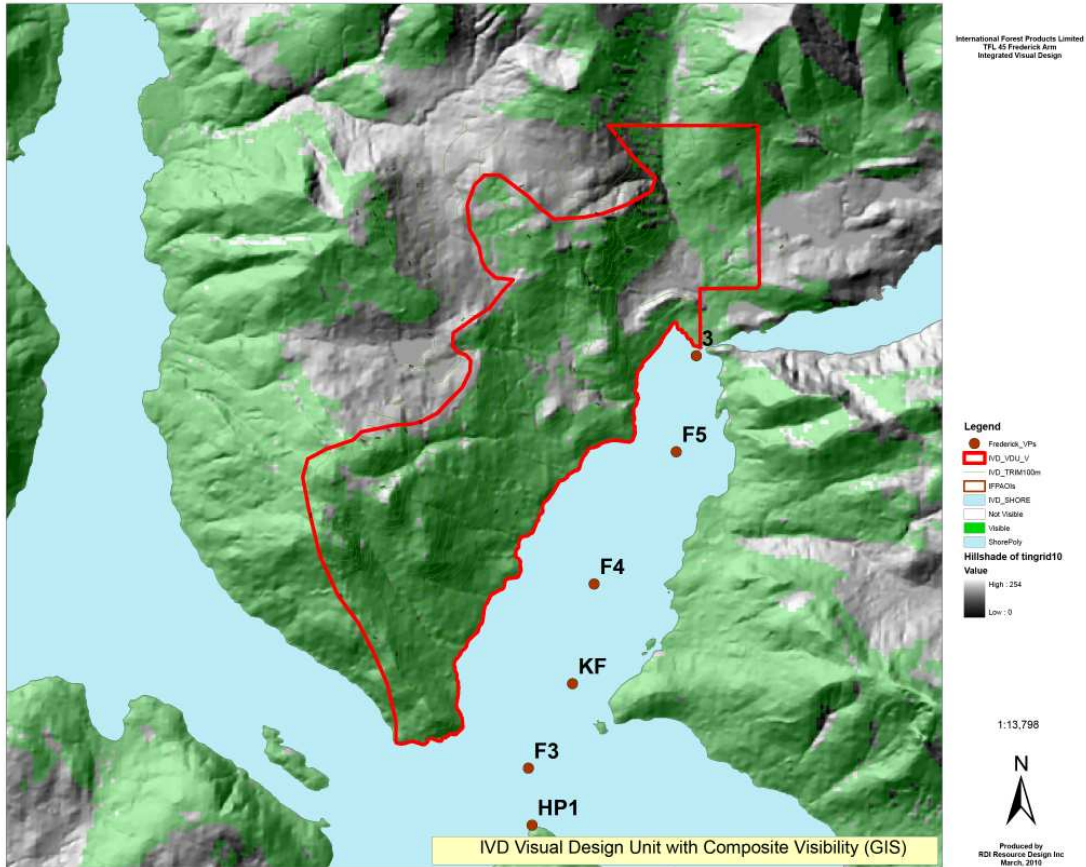 International Forest Products Limited
TFL 45 Frederick Arm
Integrated Visual Design
3
F5
F4
KF
F3
HP1
IVD Visual Design Unit with Composite Visibility (GIS)
Legend
Frederick_VPs
IVD_VDU_V
IVD_TRIM100m
IFPAOIs
IVD_SHORE
Not Visible
Visible
ShorePoly
Hillshade of tingrid10
Value
High : 254
Low : 0
1:13,798
N
Produced by
RDI Resource Design Inc
March, 2010